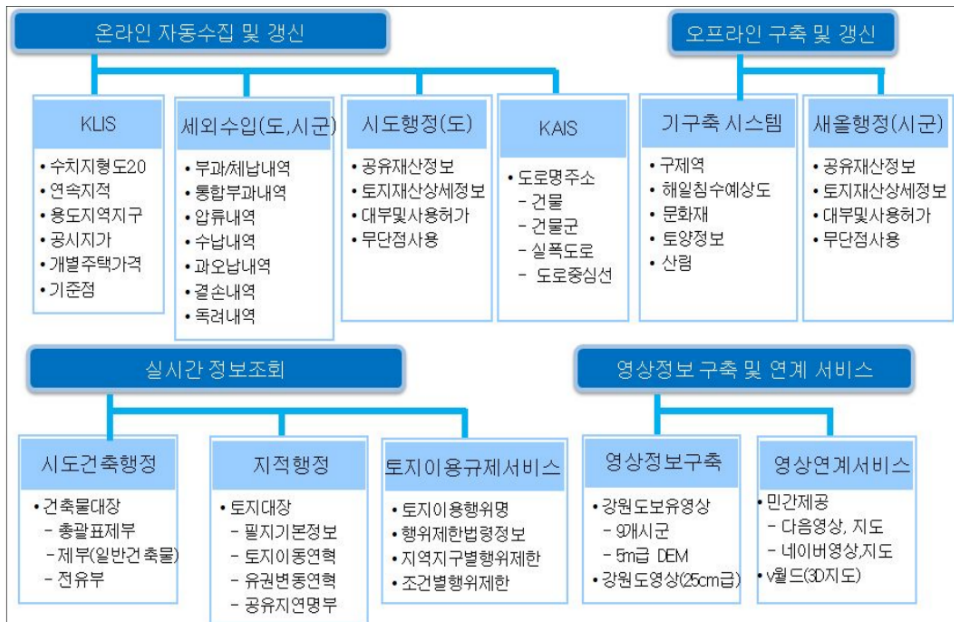 온라인 자동수집 및 갱신
오프라인 구축 및 갱신
KLIS
• 수치지형도2.0
• 연속지적
• 용도지역지구
• 공시지가
• 개별주택가격
• 기준점
세외수입(도,시군)
• 부과/체납내역
• 통합부과내역
• 압류내역
• 수납내역
• 과오납내역
• 결손내역
• 독려내역
시도행정(도)
• 공유재산정보
• 토지재산상세정보
• 대부및사용허가
• 무단점사용
KAIS
• 도로명주소
– 건물
– 건물군
– 실폭도로
– 도로중심선
기구축 시스템
• 구제역
• 해일침수예상도
• 문화재
• 토양정보
• 산림
새올행정(시군)
• 공유재산정보
• 토지재산상세정보
• 대부및사용허가
• 무단점사용
실시간 정보조회
영상정보 구축 및 연계 서비스
시도건축행정
• 건축물대장
– 총괄표제부
– 제부(일반건축물)
– 전유부
지적행정
• 토지대장
– 필지기본정보
– 토지이동연혁
– 유권변동연혁
– 공유지연명부
토지이용규제서비스
• 토지이용행위명
• 행위제한법령정보
• 지역지구별행위제한
• 조건별행위제한
영상정보구축
• 강원도보유영상
– 9개시군
– 5m급 DEM
• 강원도영상(25cm급)
영상연계서비스
• 민간제공
– 다음영상, 지도
– 네이버영상,지도
• v월드(3D지도)